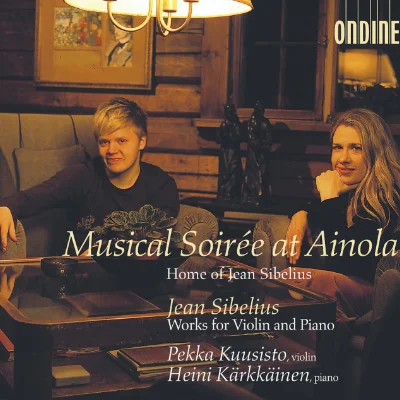 ONDINE
Musical Soirée at Ainola
Home of Jean Sibelius
Jean Sibelius
Works for Violin and Piano
Pekka Kuusisto, violin
Heini Kärkkäinen, piano